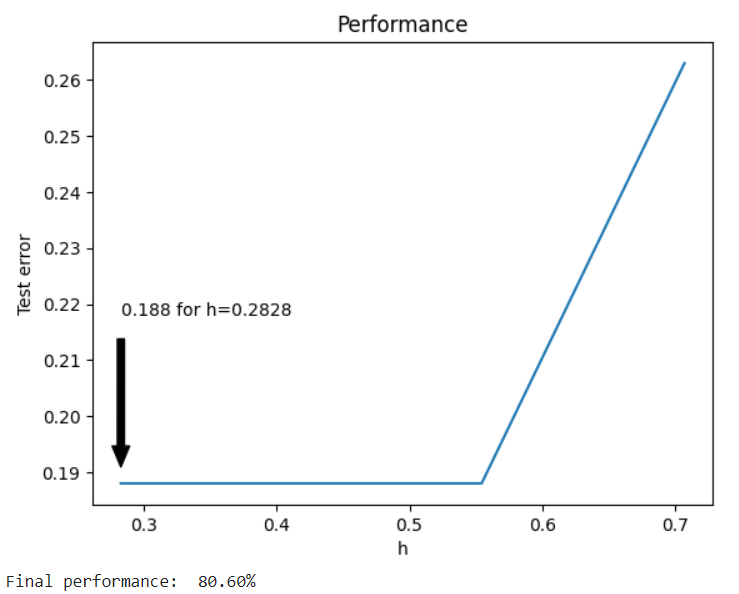 Performance
0.26
0.25
0.24
0.23
0.22
0.21
0.20
0.19
Test error
0.188 for h=0.2828
0.3 0.4 0.5 0.6 0.7
h
Final performance:  80.60%